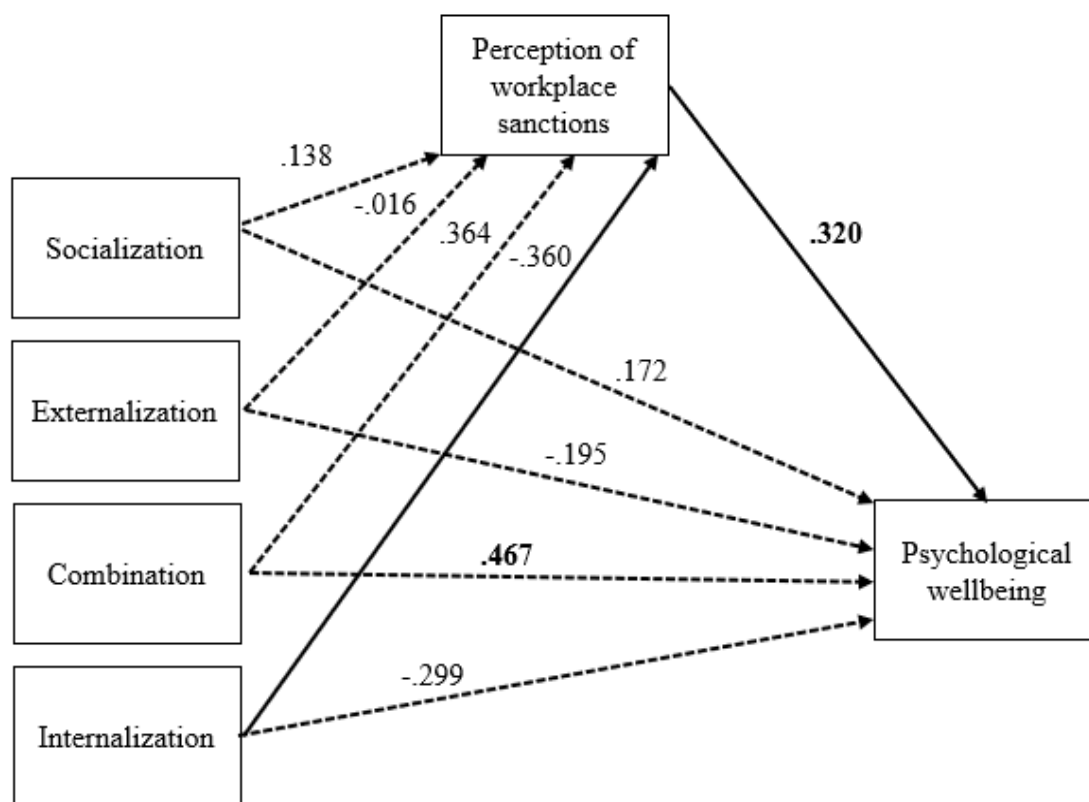 Perception of
workplace
sanctions
.138
-.016
.364
-.360
.320
Socialization
.172
Externalization
-.195
Combination
.467
Psychological
wellbeing
Internalization
-.299